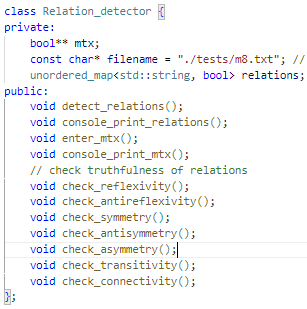 class Relation_detector {
private:
    bool** mtx;
    const char* filename = "./tests/m8.txt"; //
    unordered_map<std::string, bool> relations;
public:
    void detect_relations();
    void console_print_relations();
    void enter_mtx();
    void console_print_mtx();
    // check truthfulness of relations
    void check_reflexivity();
    void check_antireflexivity();
    void check_symmetry();
    void check_antisymmetry();
    void check_asymmetry();
    void check_transitivity();
    void check_connectivity();
};